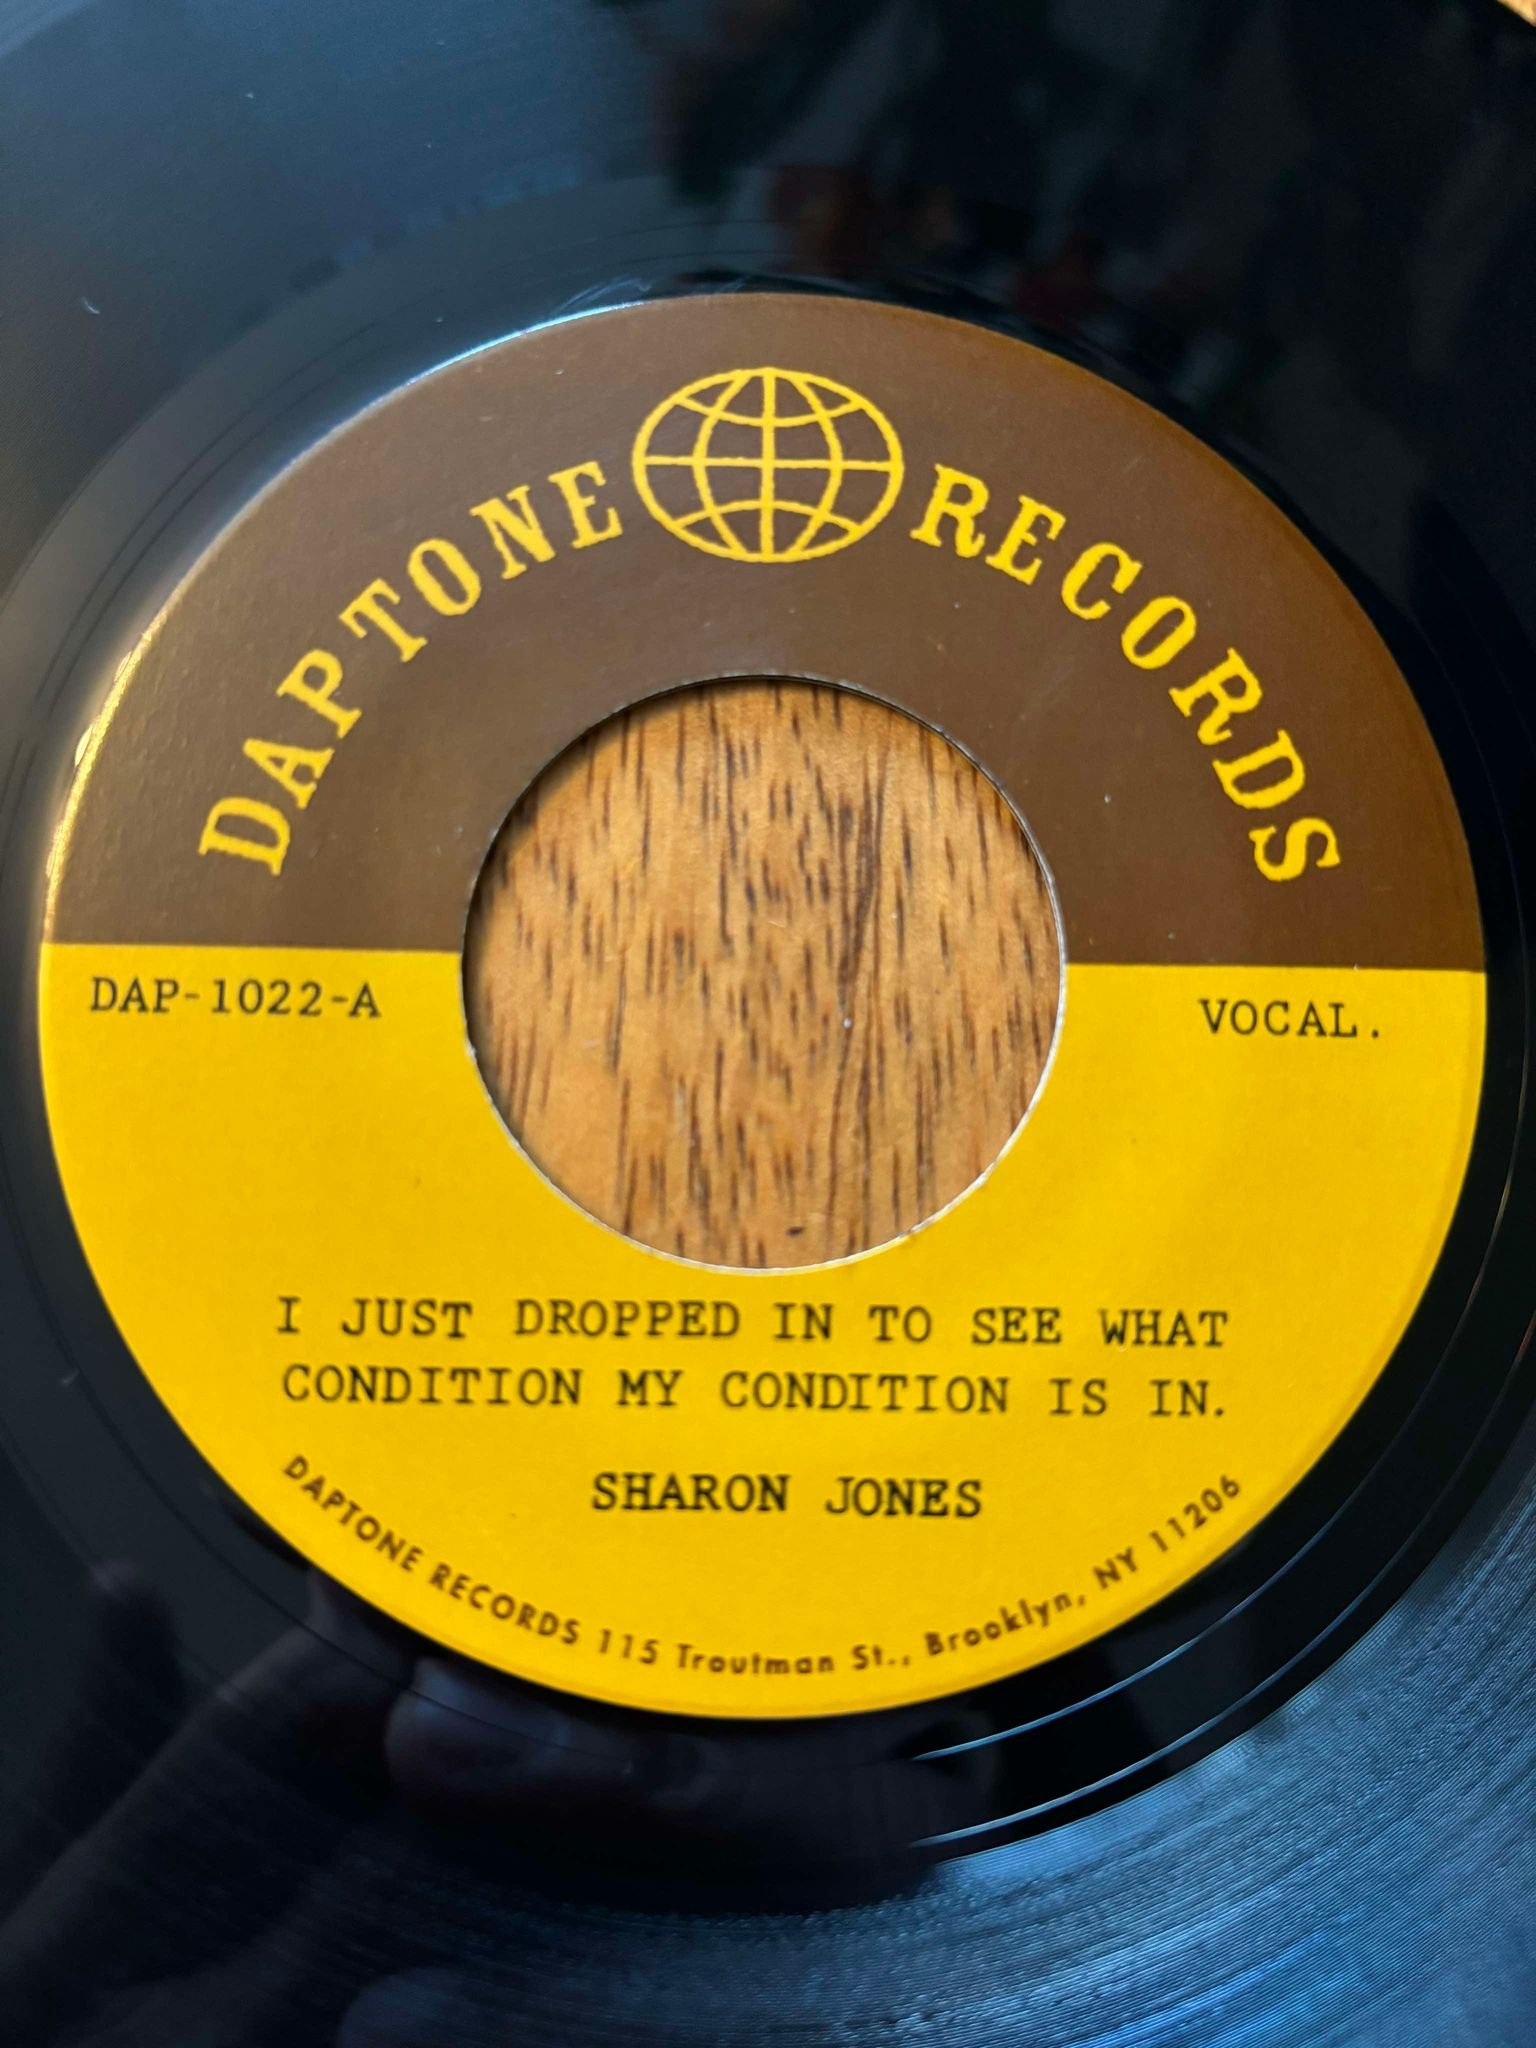 DAPTONE RECORDS
DAP-1022-A
VOCAL.
I JUST DROPPED IN TO SEE WHAT
CONDITION MY CONDITION IS IN.
SHARON JONES
DAPTONE RECORDS 115 Troutman St., Brooklyn, NY 11206